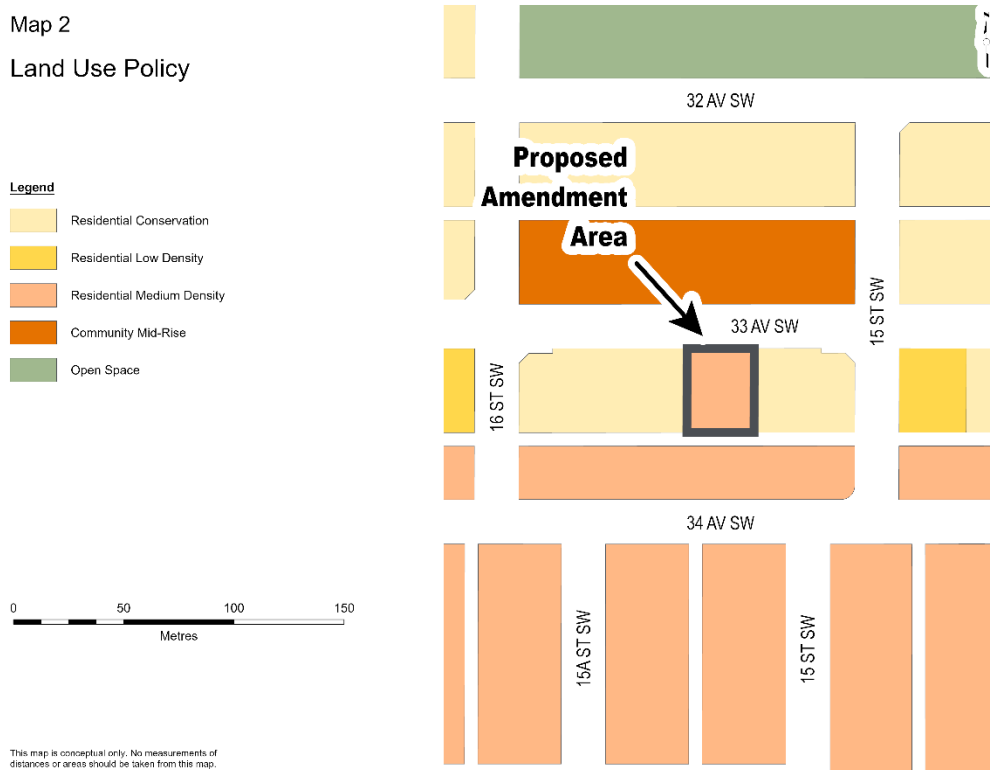 Map 2
Land Use Policy
Legend
Residential Conservation
Residential Low Density
Residential Medium Density
Community Mid-Rise
Open Space
0 50 100 150
Metres
This map is conceptual only. No measurements of
distances or areas should be taken from this map.
32 AV SW
Proposed
Amendment
Area
33 AV SW
15 ST SW
16 ST SW
34 AV SW
15A ST SW
15 ST SW